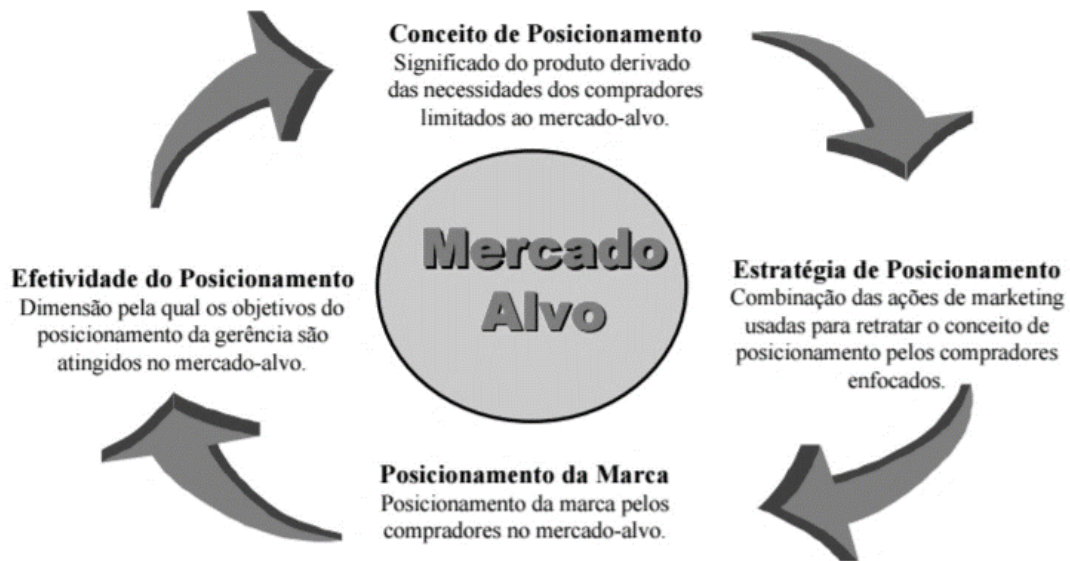 Conceito de Posicionamento
Significado do produto derivado
das necessidades dos compradores
limitados ao mercado-alvo.
Mercado
Alvo
Efetividade do Posicionamento
Dimensão pela qual os objetivos do
posicionamento da gerência são
atingidos no mercado-alvo.
Estratégia de Posicionamento
Combinação das ações de marketing
usadas para retratar o conceito de
posicionamento pelos compradores
enfocados.
Posicionamento da Marca
Posicionamento da marca pelos
compradores no mercado-alvo.